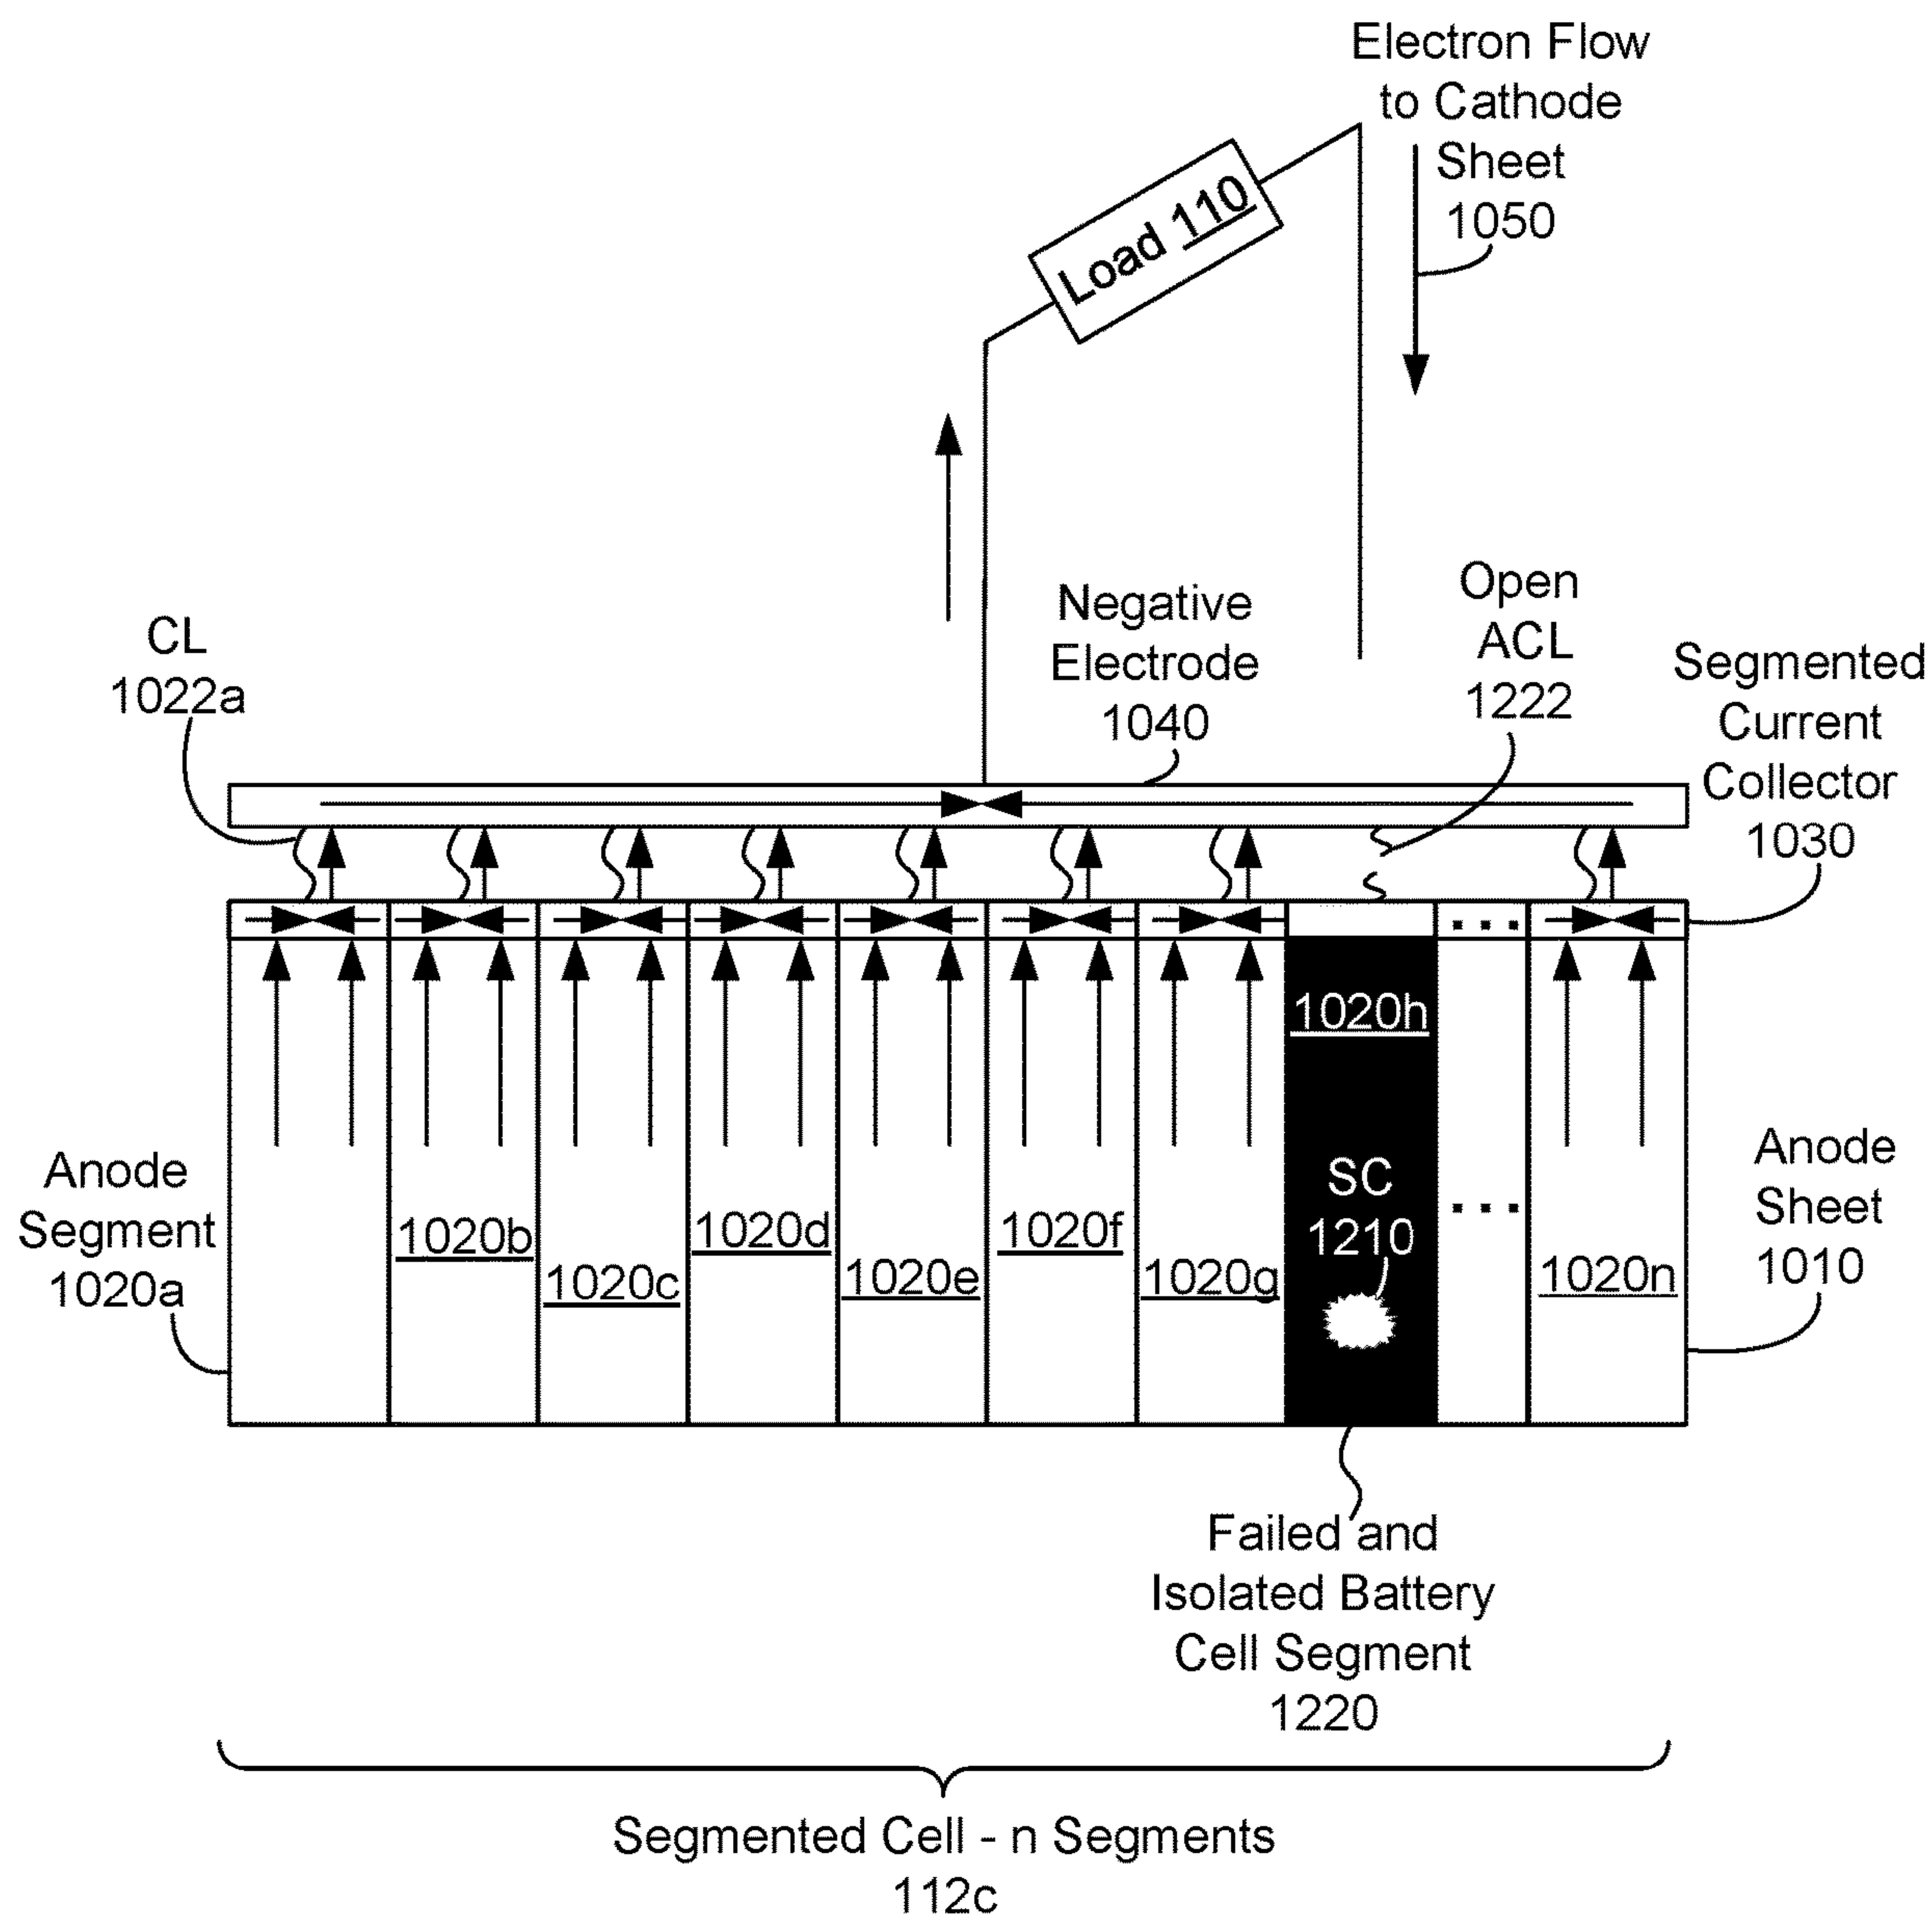 Electron Flow
to Cathode
Sheet
1050
Load 110
Open
ACL
1222
Negative
Electrode
1040
CL
1022a
Segmented
Current
Collector
1030
1020h
Anode
Segment
1020a
1020b
1020c
1020d
1020e
1020f
1020g
SC
1210
. . .
. . .
1020n
Anode
Sheet
1010
Failed and
Isolated Battery
Cell Segment
1220
Segmented Cell - n Segments
112c